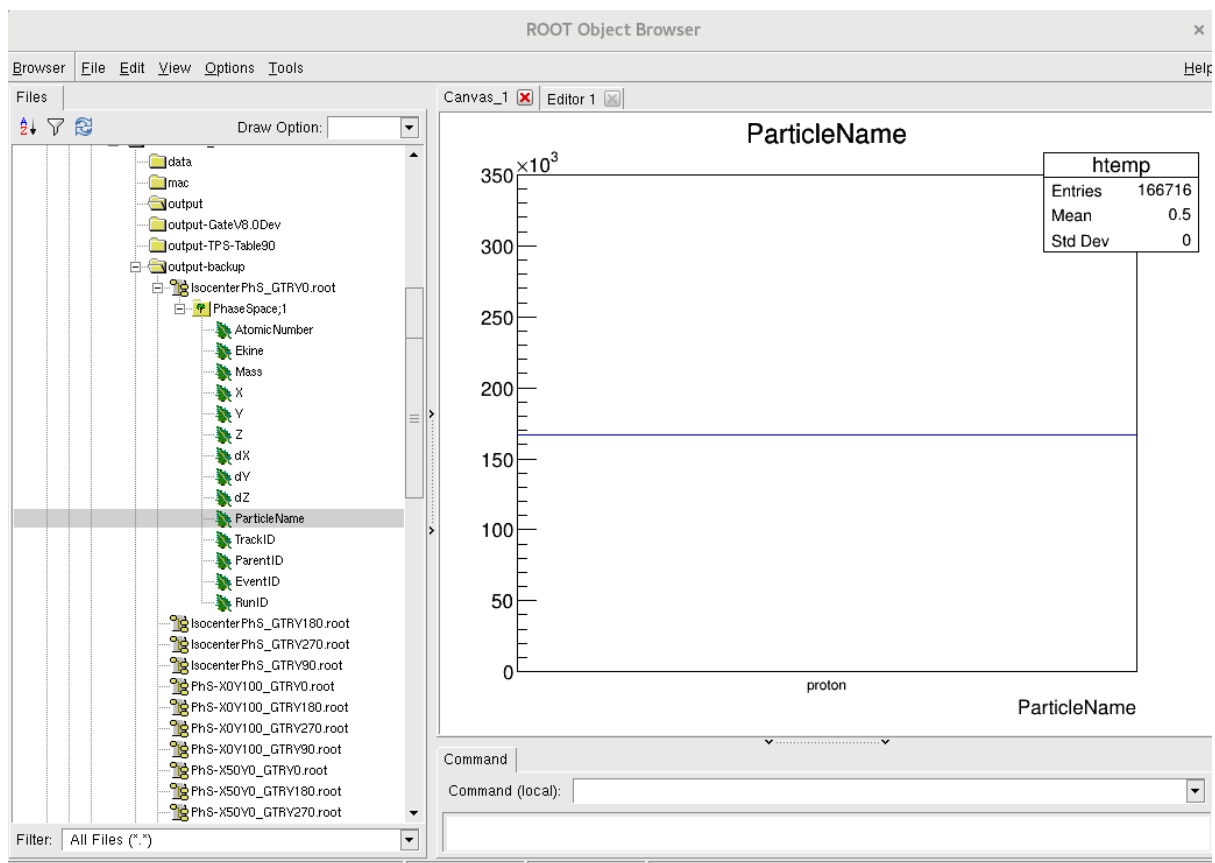 ROOT Object Browser
Browser File Edit View Options Tools Help
Files
Draw Option:
data
mac
output
output-GateV8.0Dev
output-TPS-Table90
output-backup
IsocenterPhS_GTRY0.root
PhaseSpace;1
AtomicNumber
Ekine
Mass
X
Y
Z
dX
dY
dZ
ParticleName
TrackID
ParentID
EventID
RunID
IsocenterPhS_GTRY180.root
IsocenterPhS_GTRY270.root
IsocenterPhS_GTRY90.root
PhS-X0Y100_GTRY0.root
PhS-X0Y100_GTRY180.root
PhS-X0Y100_GTRY270.root
PhS-X0Y100_GTRY90.root
PhS-X50Y0_GTRY0.root
PhS-X50Y0_GTRY180.root
PhS-X50Y0_GTRY270.root
Filter: All Files (*.*)
Canvas_1 Editor 1
ParticleName
×10³
350
300
250
200
150
100
50
0
htemp
Entries 166716
Mean 0.5
Std Dev 0
proton
ParticleName
Command
Command (local):